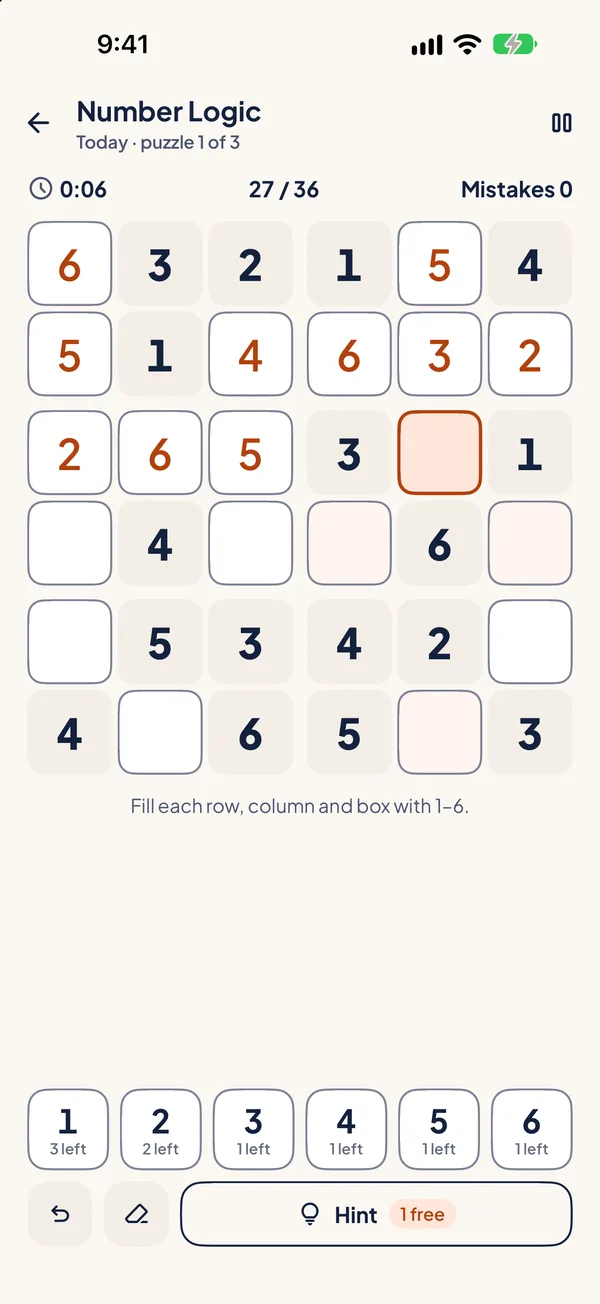 9:41
Number Logic
Today · puzzle 1 of 3
0:06 27 / 36 Mistakes 0
6 3 2 1 5 4
5 1 4 6 3 2
2 6 5 3 1
4 6
5 3 4 2
4 6 5 3
Fill each row, column and box with 1–6.
1 2 3 4 5 6
3 left 2 left 1 left 1 left 1 left 1 left
Hint 1 free